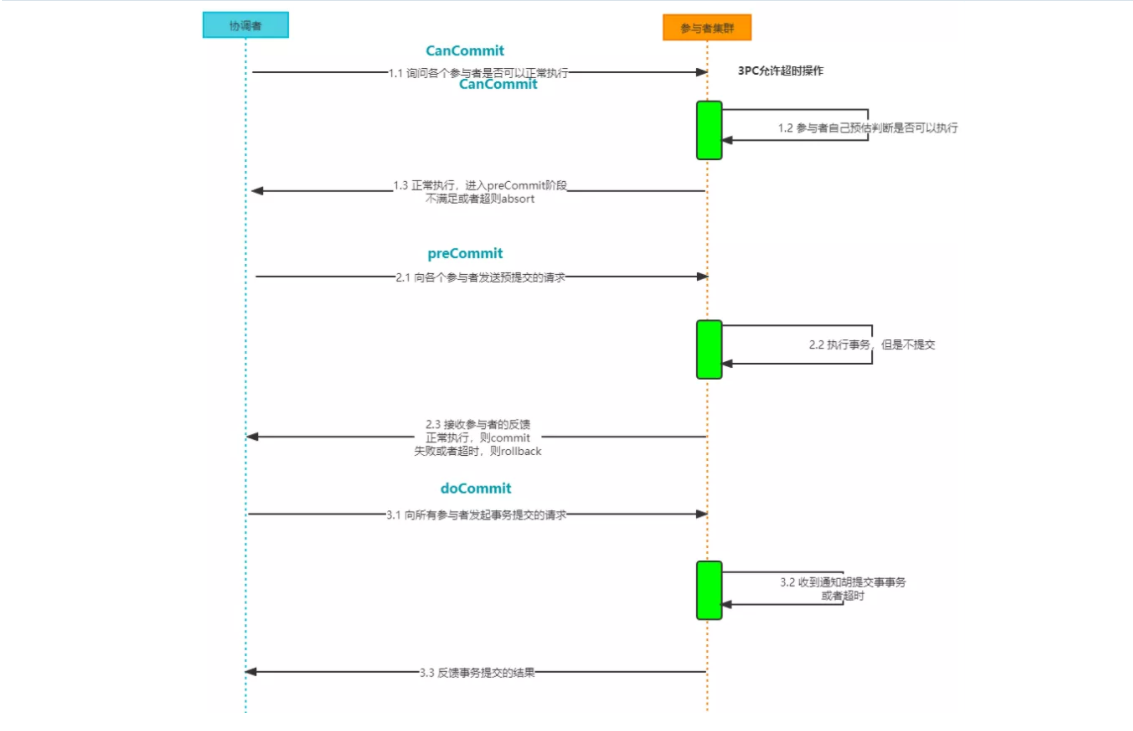 协调者
参与者集群
CanCommit
1.1 询问各个参与者是否可以正常执行
CanCommit
3PC允许超时操作
1.2 参与者自己预估判断是否可以执行
1.3 正常执行，进入preCommit阶段
不满足或者超则absort
preCommit
2.1 向各个参与者发送预提交的请求
2.2 执行事务，但是不提交
2.3 接收参与者的反馈
正常执行，则commit
失败或者超时，则rollback
doCommit
3.1 向所有参与者发起事务提交的请求
3.2 收到通知胡提交事事务
或者超时
3.3 反馈事务提交的结果